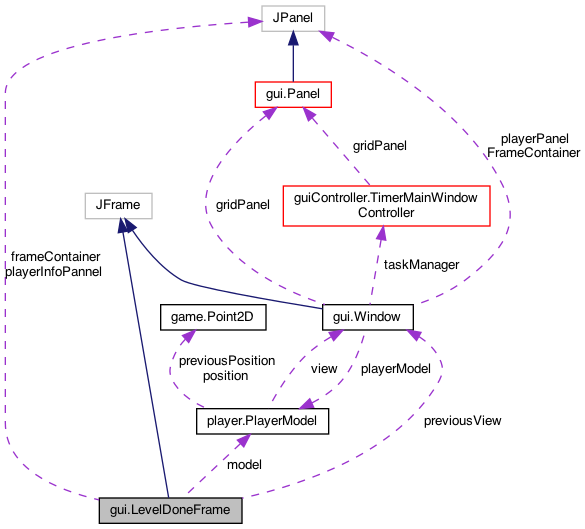 JPanel
gui.Panel
playerPanel
FrameContainer
gridPanel
guiController.TimerMainWindow
Controller
JFrame
gridPanel
frameContainer
playerInfoPannel
taskManager
game.Point2D
gui.Window
previousPosition
position
view
playerModel
player.PlayerModel
previousView
model
gui.LevelDoneFrame